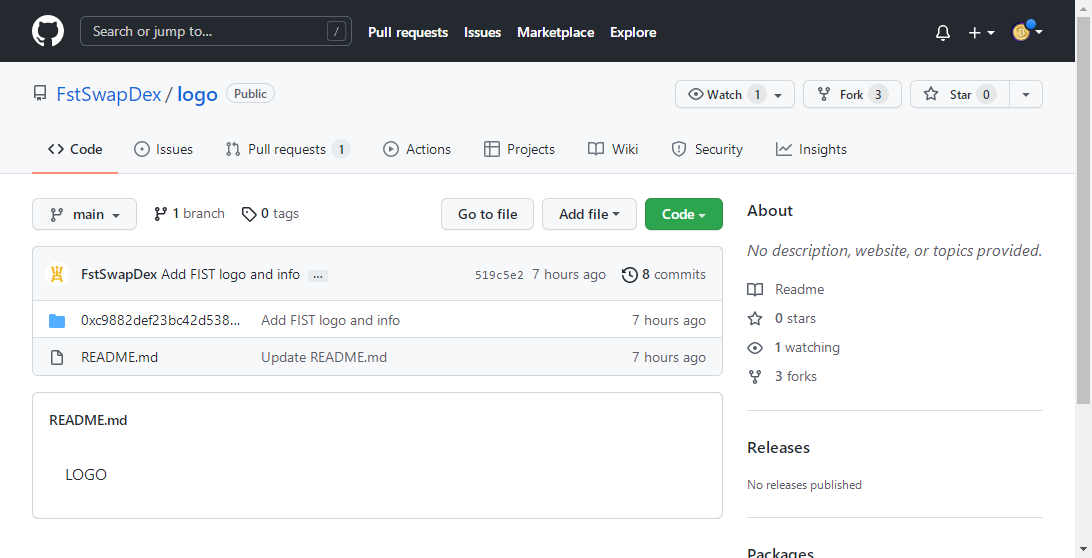 Search or jump to... /
Pull requests Issues Marketplace Explore
FstSwapDex / logo Public
Watch 1 Fork 3 Star 0
Code Issues Pull requests 1 Actions Projects Wiki Security Insights
main 1 branch 0 tags
Go to file Add file Code
FstSwapDex Add FIST logo and info ... 519c5e2 7 hours ago 8 commits
0xc9882def23bc42d538... Add FIST logo and info 7 hours ago
README.md Update README.md 7 hours ago
README.md
LOGO
About
No description, website, or topics provided.
Readme
0 stars
1 watching
3 forks
Releases
No releases published
Packages